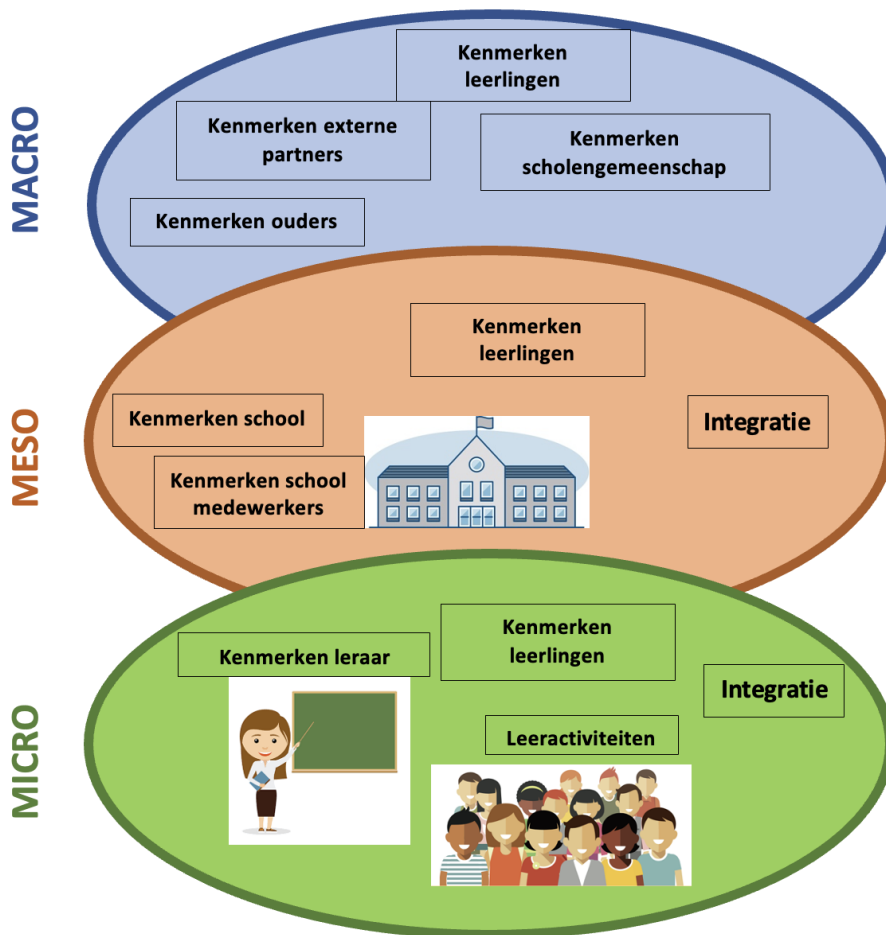 MACRO
Kenmerken
leerlingen
Kenmerken externe
partners
Kenmerken
scholengemeenschap
Kenmerken ouders
MESO
Kenmerken
leerlingen
Kenmerken school
Integratie
Kenmerken school
medewerkers
MICRO
Kenmerken leraar
Kenmerken
leerlingen
Integratie
Leeractiviteiten